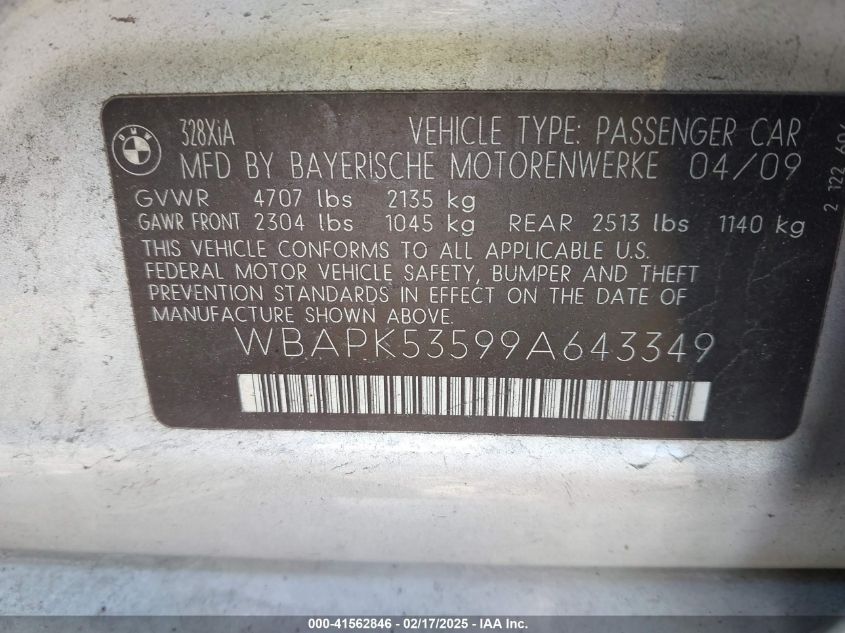 BMW
328XiA VEHICLE TYPE: PASSENGER CAR
MFD BY BAYERISCHE MOTORENWERKE 04/09
GVWR 4707 lbs 2135 kg
GAWR FRONT 2304 lbs 1045 kg REAR 2513 lbs 1140 kg
THIS VEHICLE CONFORMS TO ALL APPLICABLE U.S.
FEDERAL MOTOR VEHICLE SAFETY, BUMPER AND THEFT
PREVENTION STANDARDS IN EFFECT ON THE DATE OF
MANUFACTURE SHOWN ABOVE.
WBAPK53599A643349
2 122
000-41562846 - 02/17/2025 - IAA Inc.